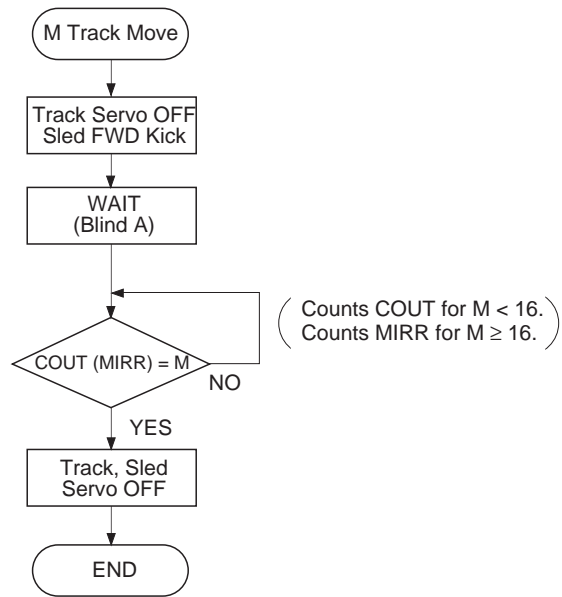 M Track Move
Track Servo OFF
Sled FWD Kick
WAIT
(Blind A)
Counts COUT for M < 16.
Counts MIRR for M ≥ 16.
COUT (MIRR) = M
NO
YES
Track, Sled
Servo OFF
END